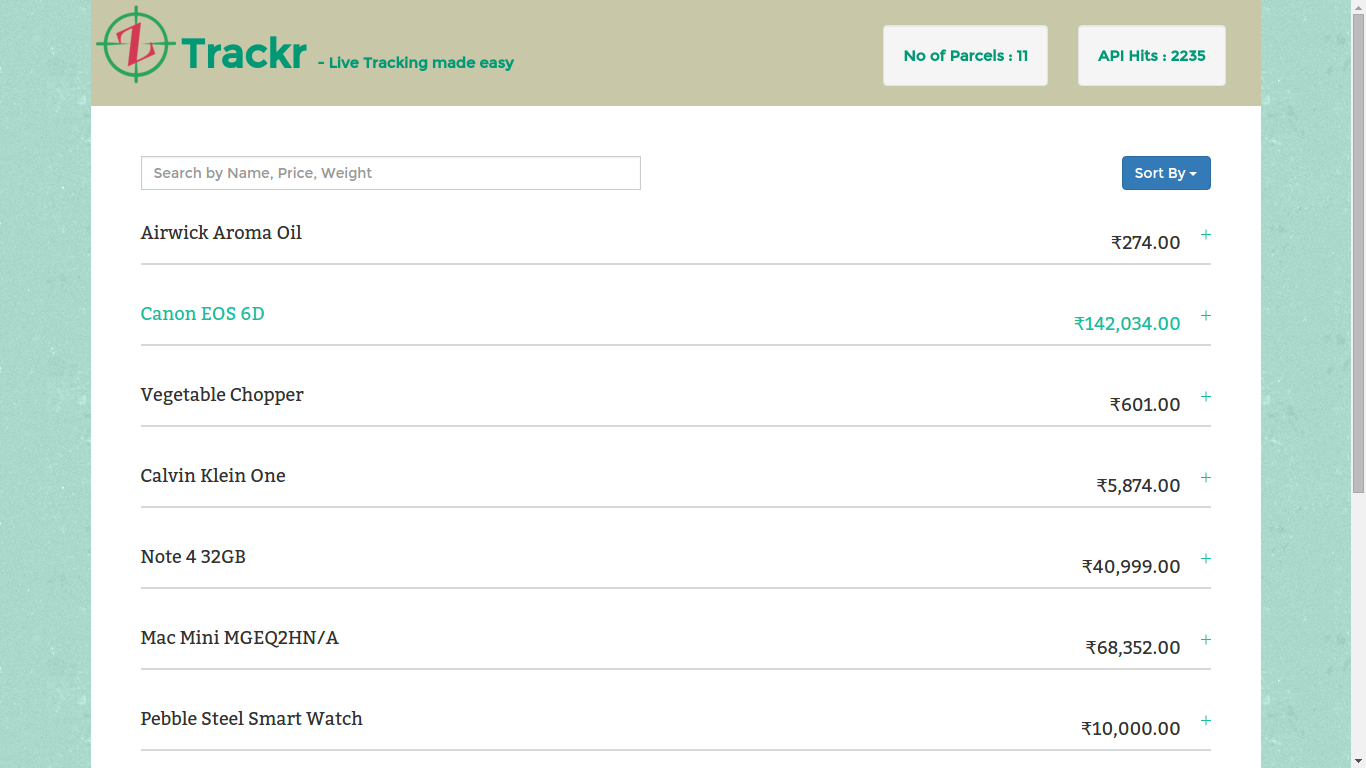 Z Trackr - Live Tracking made easy
No of Parcels : 11
API Hits : 2235
Search by Name, Price, Weight
Sort By
Airwick Aroma Oil
₹274.00 +
Canon EOS 6D
₹142,034.00 +
Vegetable Chopper
₹601.00 +
Calvin Klein One
₹5,874.00 +
Note 4 32GB
₹40,999.00 +
Mac Mini MGEQ2HN/A
₹68,352.00 +
Pebble Steel Smart Watch
₹10,000.00 +